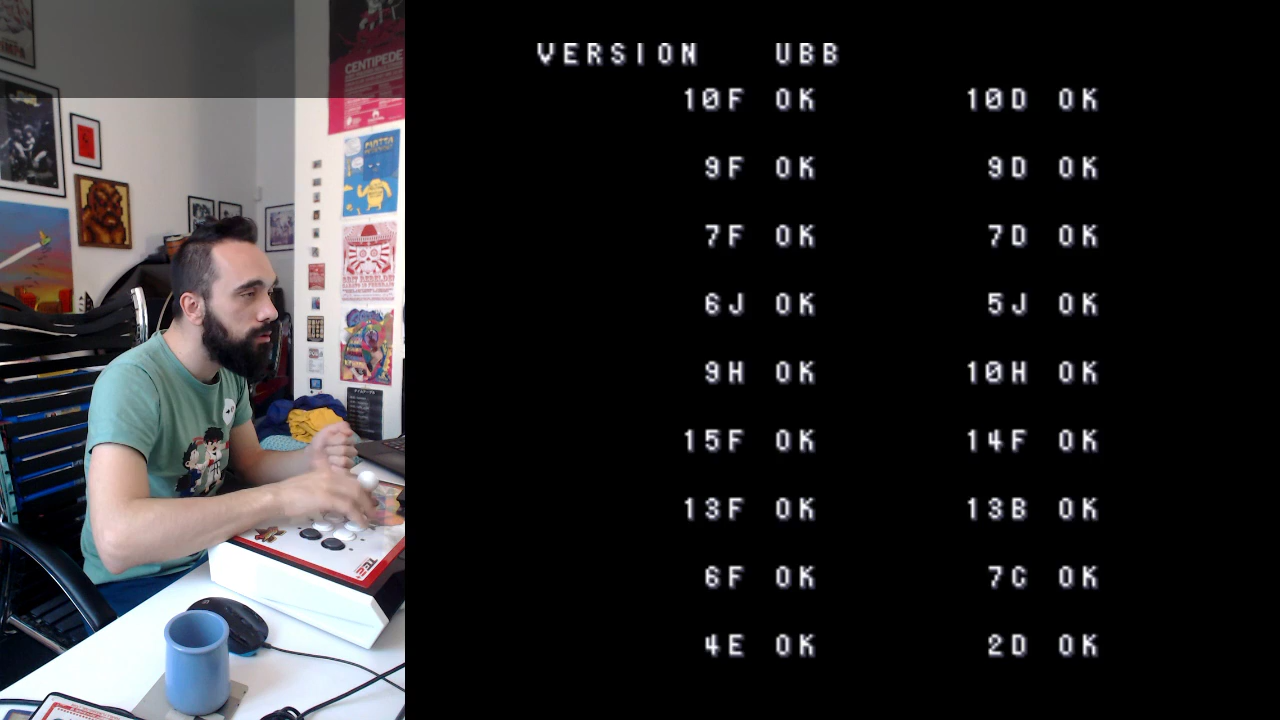 CENTIPEDE
VERSION UBB
10F OK 10D OK
9F OK 9D OK
7F OK 7D OK
6J OK 5J OK
9H OK 10H OK
15F OK 14F OK
13F OK 13B OK
6F OK 7C OK
4E OK 2D OK